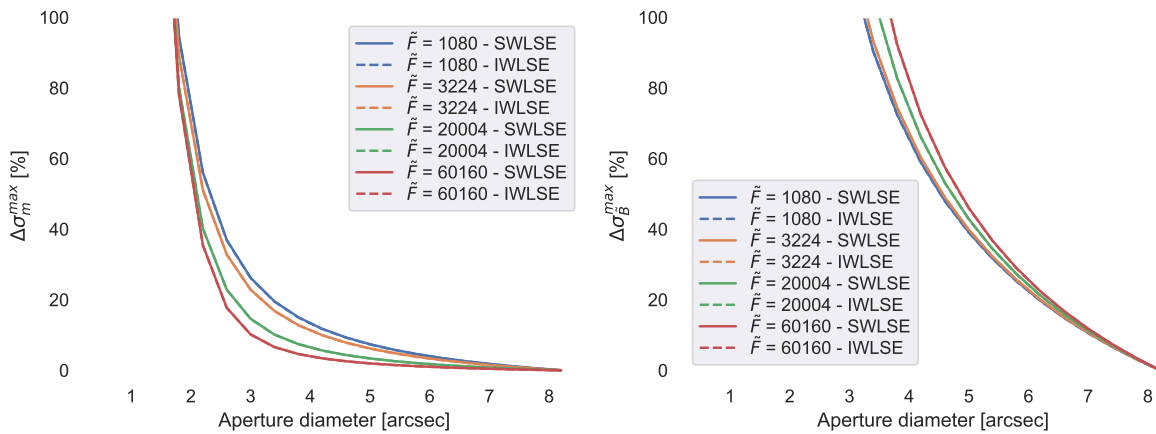 100
80
60
40
20
0
Δσ_m^max [%]
F̃ = 1080 - SWLSE
F̃ = 1080 - IWLSE
F̃ = 3224 - SWLSE
F̃ = 3224 - IWLSE
F̃ = 20004 - SWLSE
F̃ = 20004 - IWLSE
F̃ = 60160 - SWLSE
F̃ = 60160 - IWLSE
1 2 3 4 5 6 7 8
Aperture diameter [arcsec]
100
80
60
40
20
0
Δσ_B̃^max [%]
F̃ = 1080 - SWLSE
F̃ = 1080 - IWLSE
F̃ = 3224 - SWLSE
F̃ = 3224 - IWLSE
F̃ = 20004 - SWLSE
F̃ = 20004 - IWLSE
F̃ = 60160 - SWLSE
F̃ = 60160 - IWLSE
1 2 3 4 5 6 7 8
Aperture diameter [arcsec]